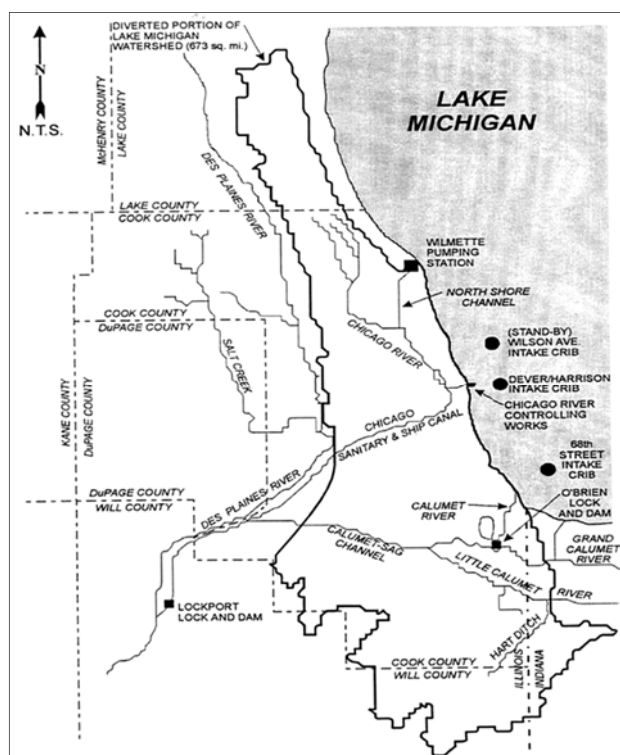 DIVERTED PORTION OF
LAKE MICHIGAN
WATERSHED (673 sq. mi.)
N
N.T.S.
McHENRY COUNTY
LAKE COUNTY
LAKE
MICHIGAN
DES PLAINES RIVER
LAKE COUNTY
COOK COUNTY
WILMETTE
PUMPING
STATION
NORTH SHORE
CHANNEL
COOK COUNTY
DuPAGE COUNTY
(STAND-BY)
WILSON AVE.
INTAKE CRIB
CHICAGO RIVER
SALT CREEK
DEVER/HARRISON
INTAKE CRIB
CHICAGO RIVER
CONTROLLING
WORKS
KANE COUNTY
DuPAGE COUNTY
CHICAGO
SANITARY & SHIP CANAL
68th
STREET
INTAKE
CRIB
DES PLAINES RIVER
DuPAGE COUNTY
WILL COUNTY
CALUMET
RIVER
O'BRIEN
LOCK
AND DAM
CALUMET-SAG
CHANNEL
GRAND
CALUMET
RIVER
LITTLE CALUMET
RIVER
LOCKPORT
LOCK AND DAM
HART DITCH
COOK COUNTY
WILL COUNTY
ILLINOIS
INDIANA